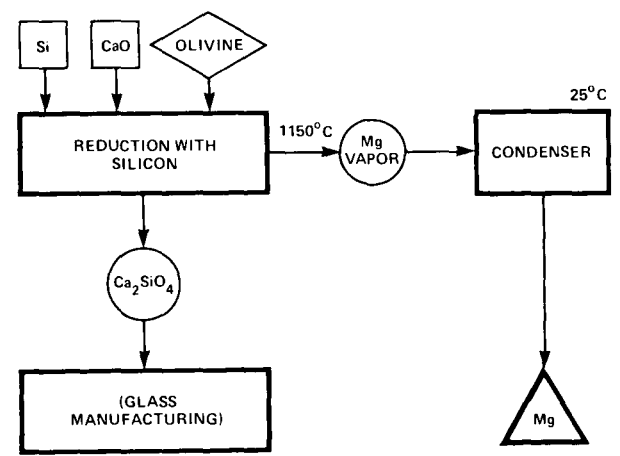 Si
CaO
OLIVINE
REDUCTION WITH
SILICON
1150°C
Mg
VAPOR
25°C
CONDENSER
Ca₂SiO₄
(GLASS
MANUFACTURING)
Mg